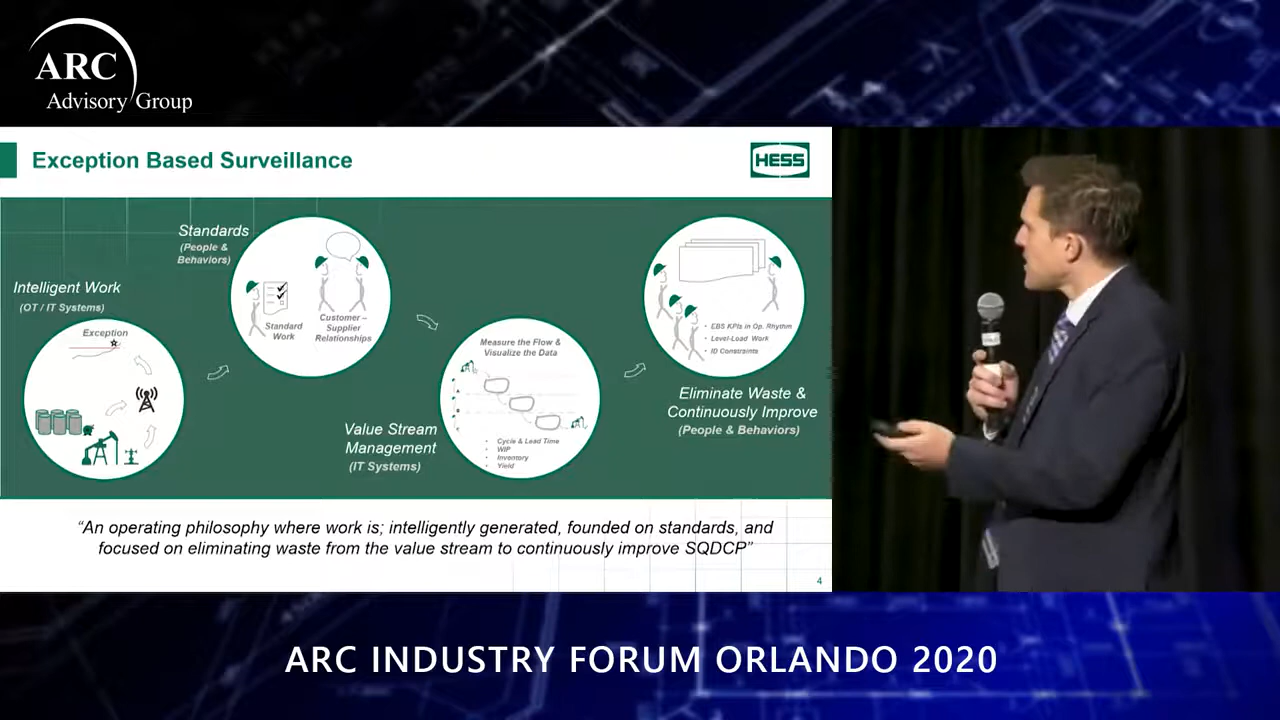 ARC
Advisory Group
Exception Based Surveillance
HESS
Intelligent Work
(OT / IT Systems)
Exception
Standards
(People &
Behaviors)
Standard
Work
Customer –
Supplier
Relationships
Value Stream
Management
(IT Systems)
Measure the Flow &
Visualize the Data
• Cycle & Lead Time
• WIP
• Inventory
• Yield
• EBS KPIs in Op. Rhythm
• Level-Load Work
• ID Constraints
Eliminate Waste &
Continuously Improve
(People & Behaviors)
“An operating philosophy where work is; intelligently generated, founded on standards, and
focused on eliminating waste from the value stream to continuously improve SQDCP”
4
ARC INDUSTRY FORUM ORLANDO 2020